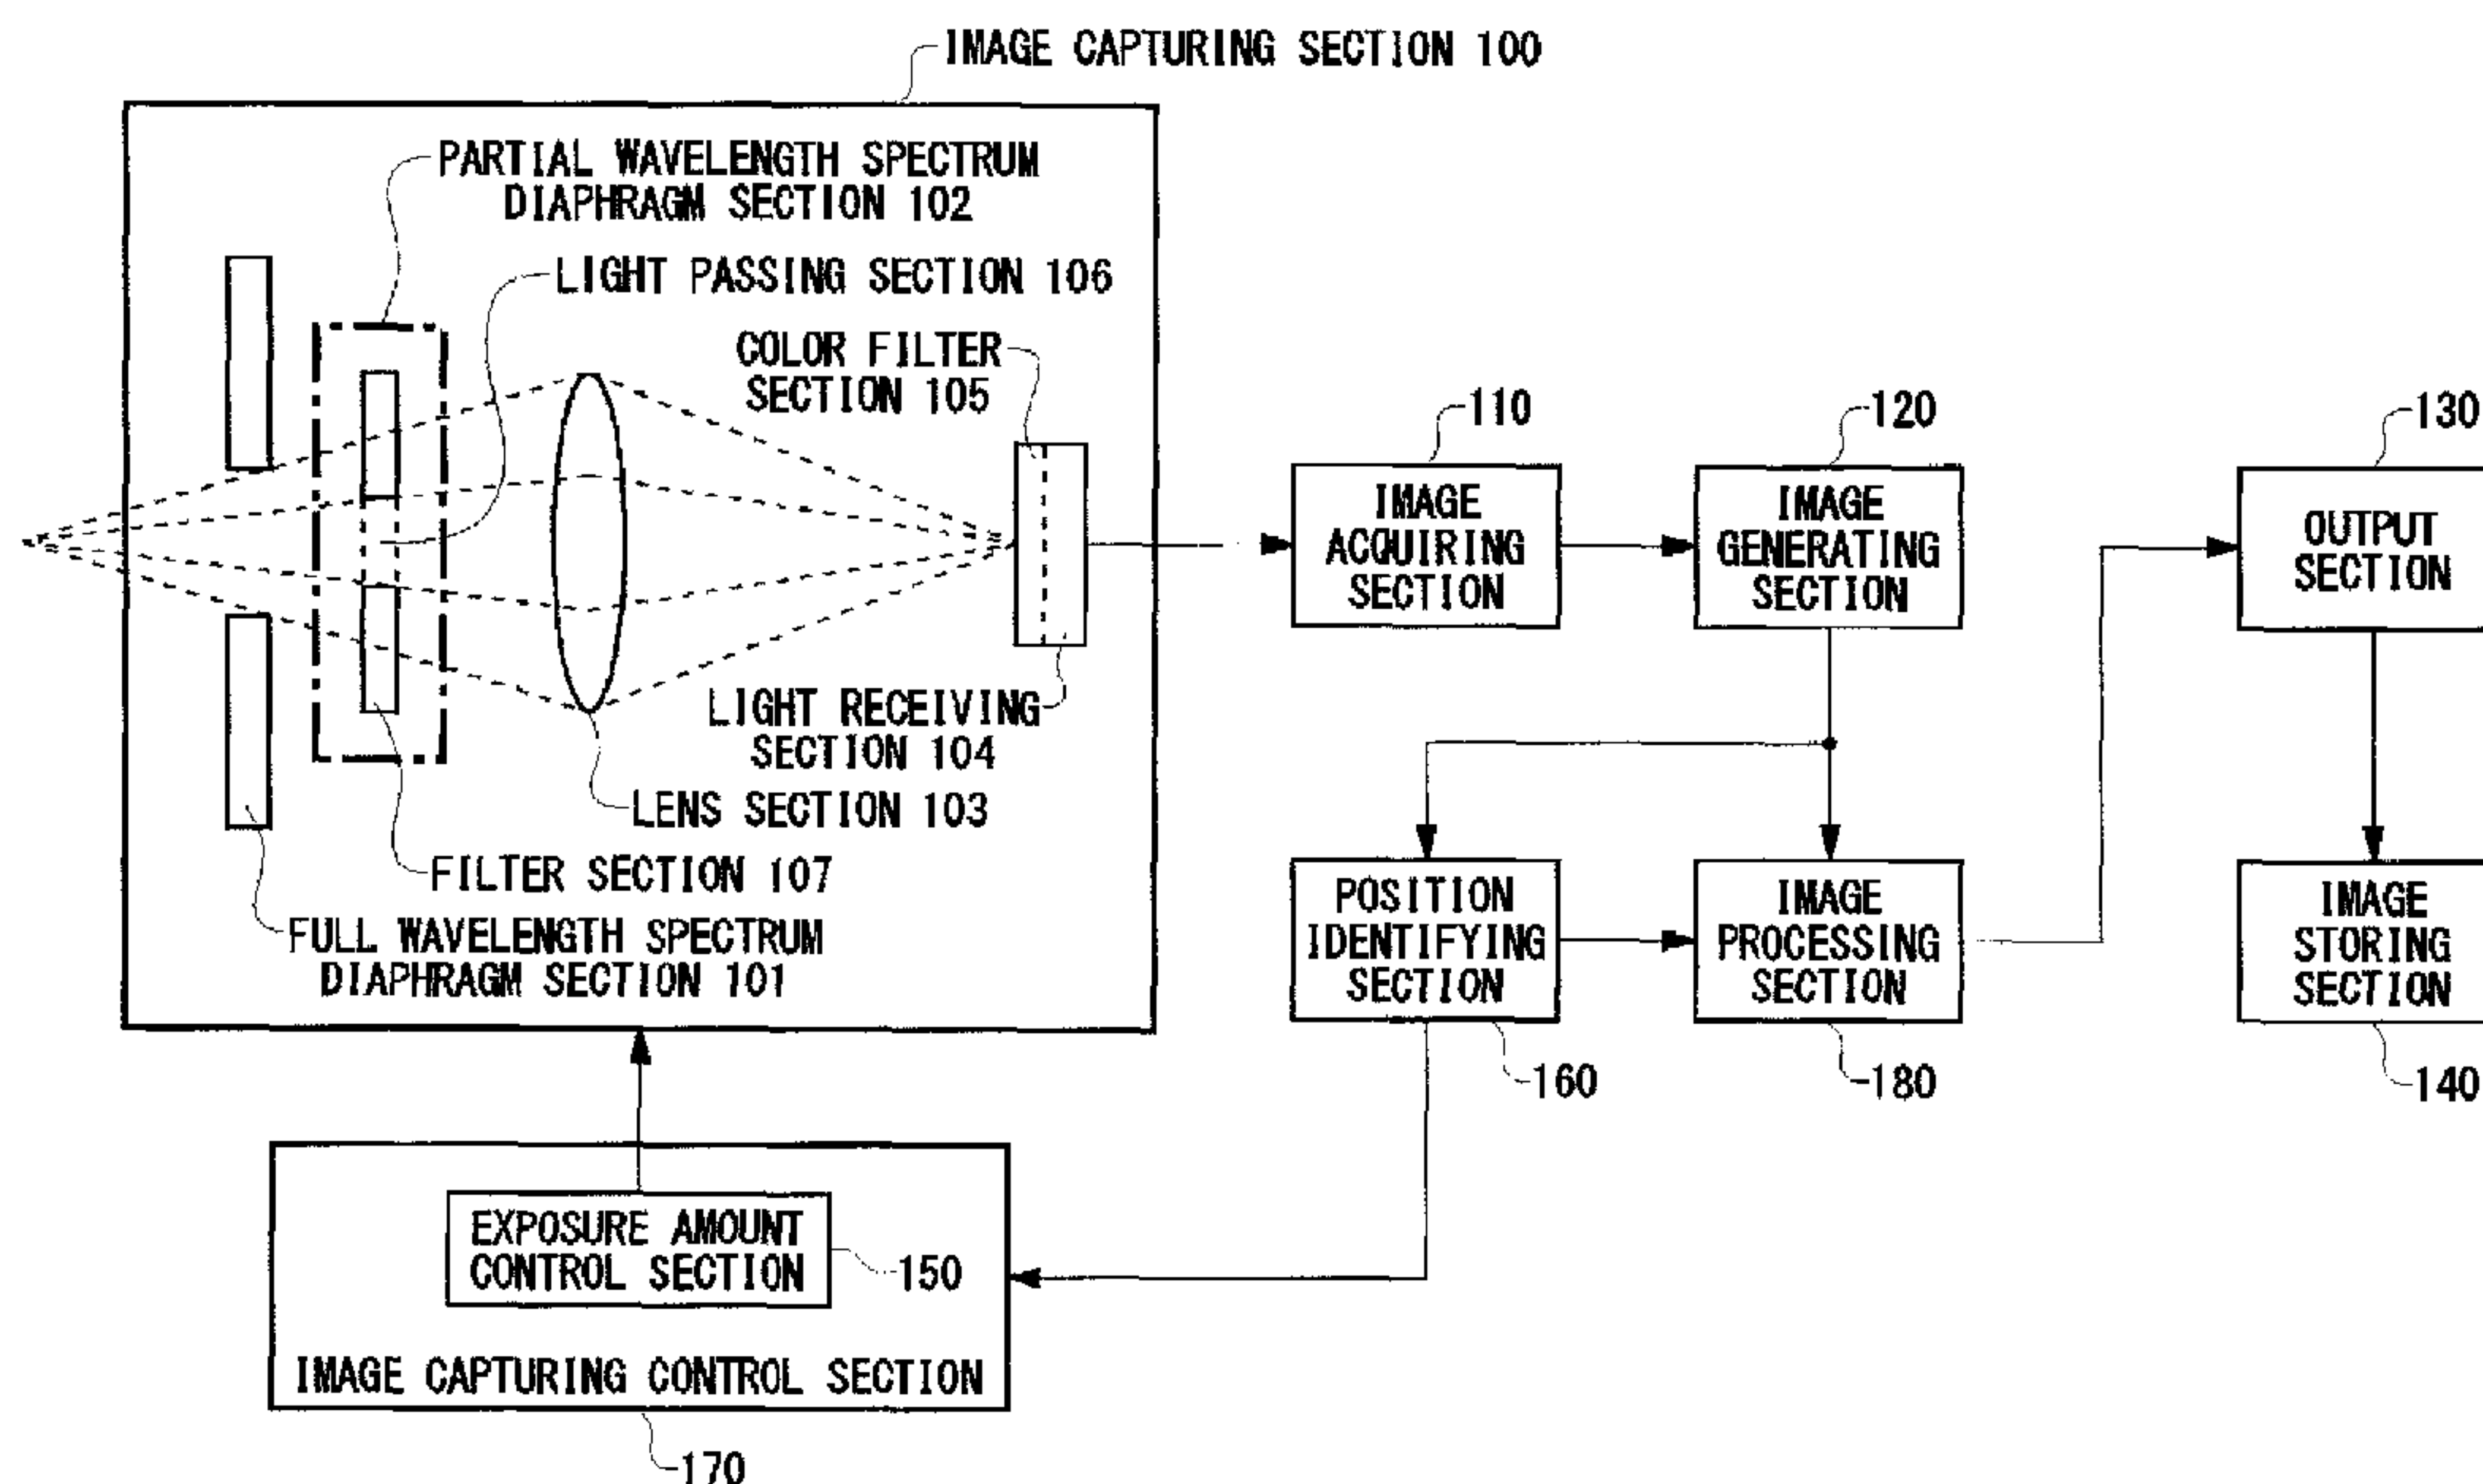 IMAGE CAPTURING SECTION 100
PARTIAL WAVELENGTH SPECTRUM
DIAPHRAGM SECTION 102
LIGHT PASSING SECTION 106
COLOR FILTER
SECTION 105
LIGHT RECEIVING
SECTION 104
LENS SECTION 103
FILTER SECTION 107
FULL WAVELENGTH SPECTRUM
DIAPHRAGM SECTION 101
110
IMAGE
ACQUIRING
SECTION
120
IMAGE
GENERATING
SECTION
130
OUTPUT
SECTION
POSITION
IDENTIFYING
SECTION
160
IMAGE
PROCESSING
SECTION
180
IMAGE
STORING
SECTION
140
EXPOSURE AMOUNT
CONTROL SECTION
150
IMAGE CAPTURING CONTROL SECTION
170